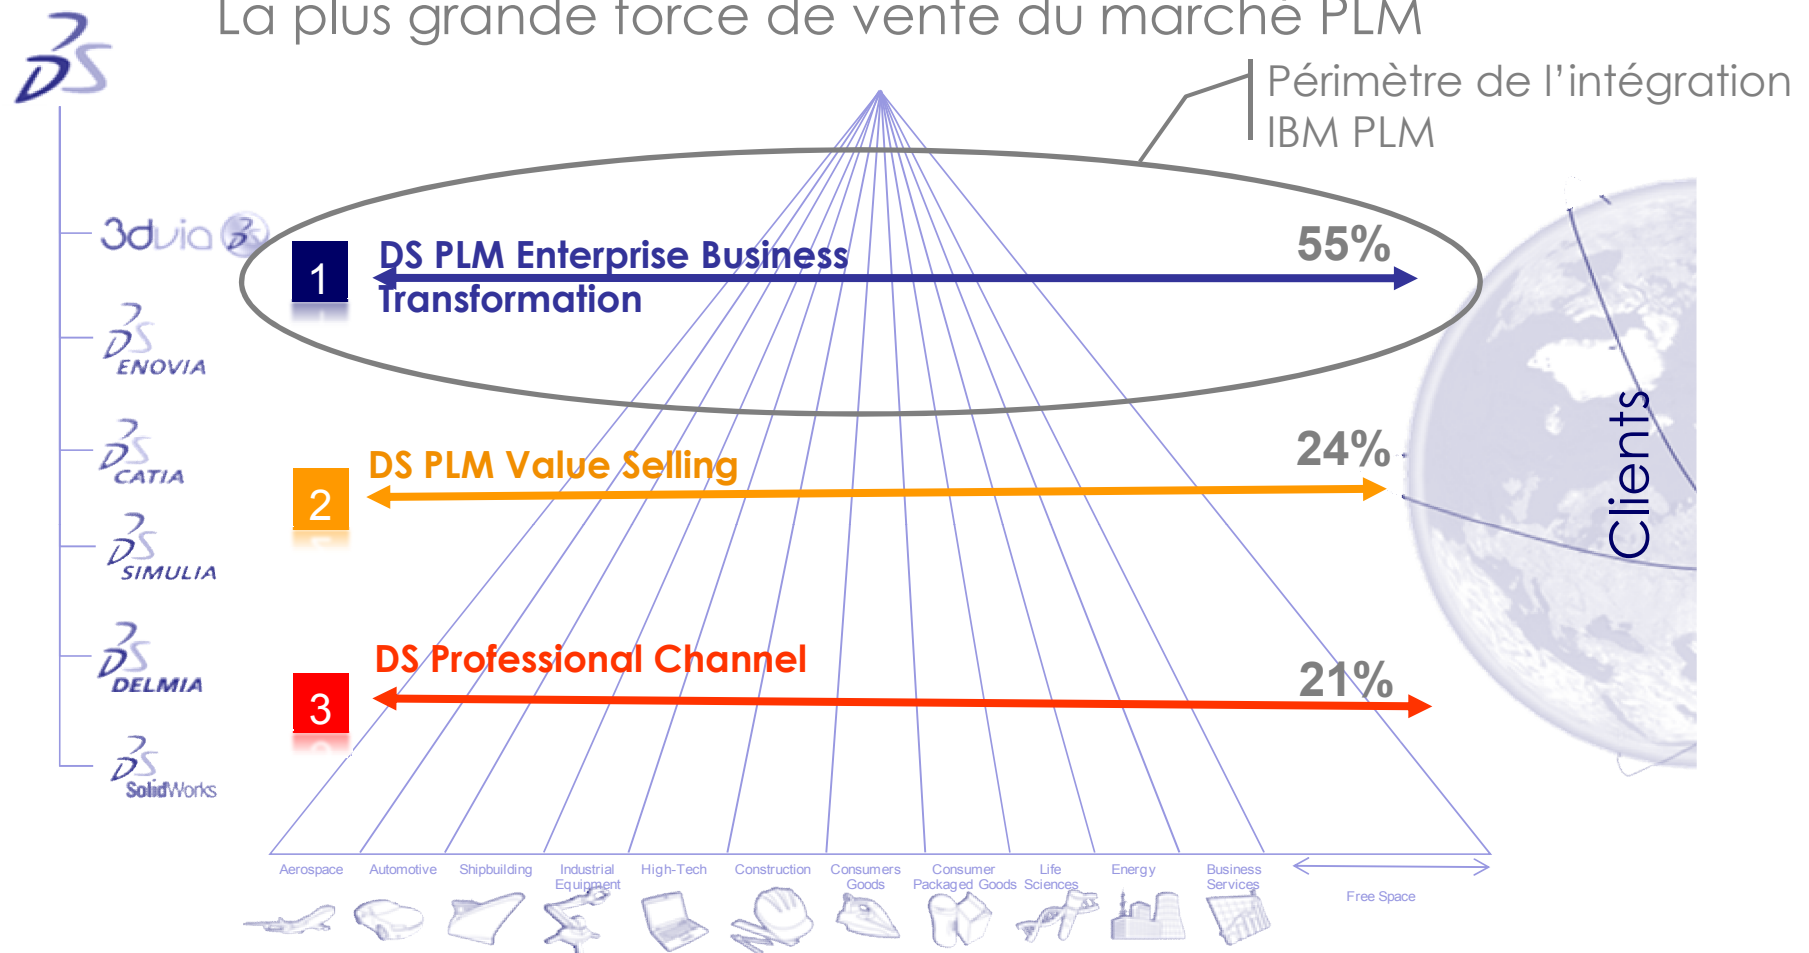 La plus grande force de vente du marché PLM
Périmètre de l’intégration
IBM PLM
3dvia
1
DS PLM Enterprise Business
Transformation
55%
ENOVIA
CATIA
2
DS PLM Value Selling
24%
Clients
SIMULIA
DELMIA
3
DS Professional Channel
21%
SolidWorks
Aerospace
Automotive
Shipbuilding
Industrial
Equipment
High-Tech
Construction
Consumers
Goods
Consumer
Packaged Goods
Life
Sciences
Energy
Business
Services
Free Space